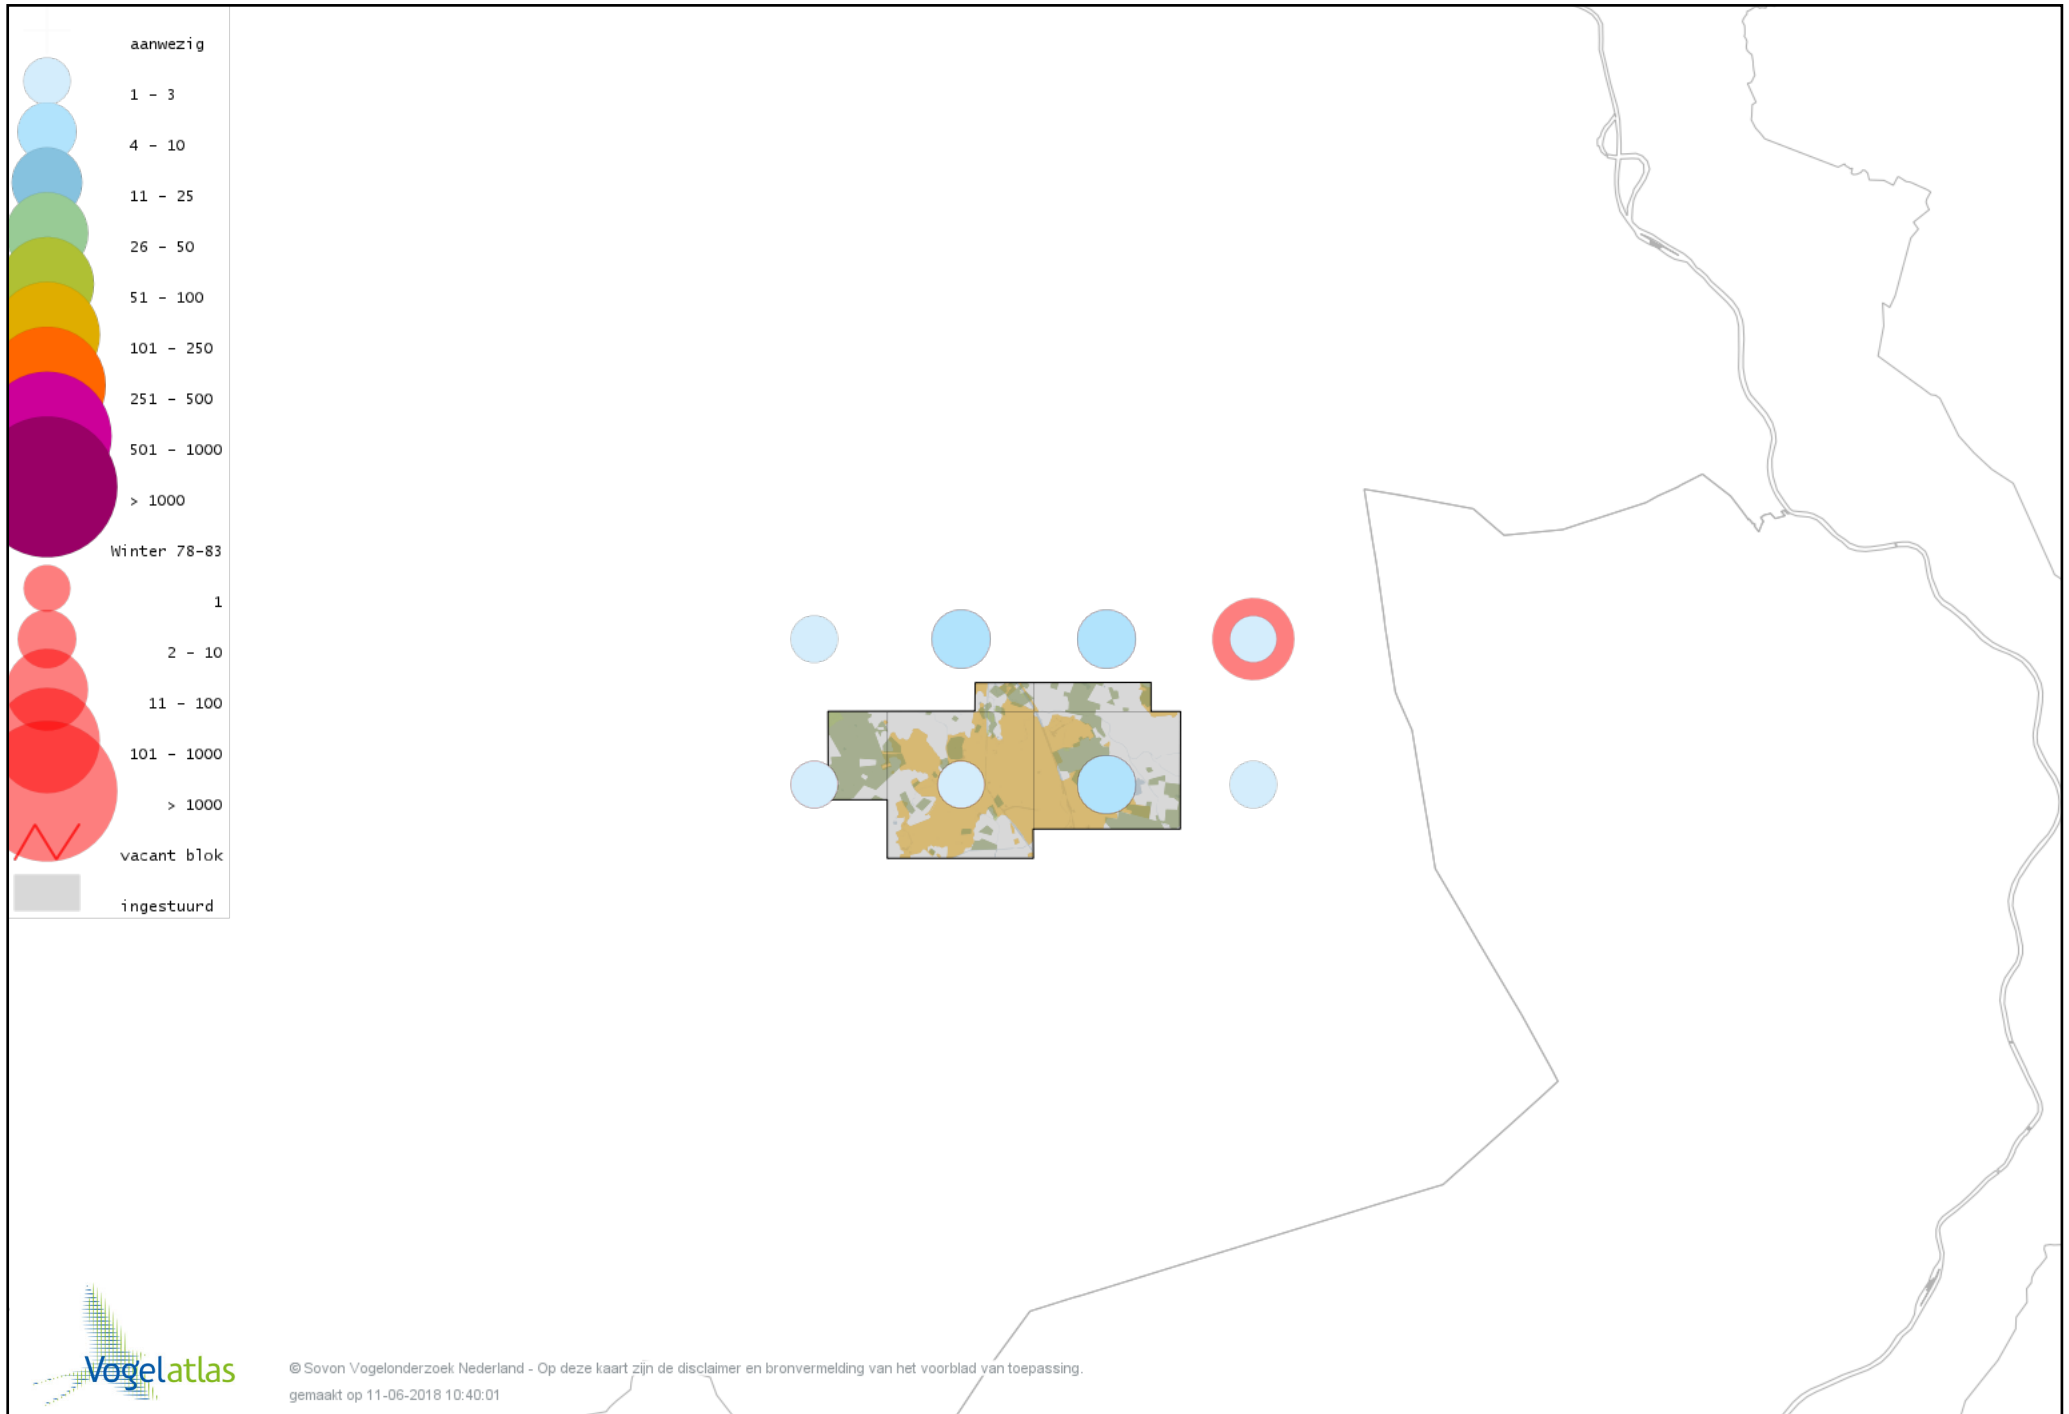 aanwezig
1 - 3
4 - 10
11 - 25
26 - 50
51 - 100
101 - 250
251 - 500
501 - 1000
> 1000
Winter 78-83
1
2 - 10
11 - 100
101 - 1000
> 1000
vacant blok
ingestuurd
Vogelatlas
© Sovon Vogelonderzoek Nederland - Op deze kaart zijn de disclaimer en bronvermelding van het voorblad van toepassing.
gemaakt op 11-06-2018 10:40:01